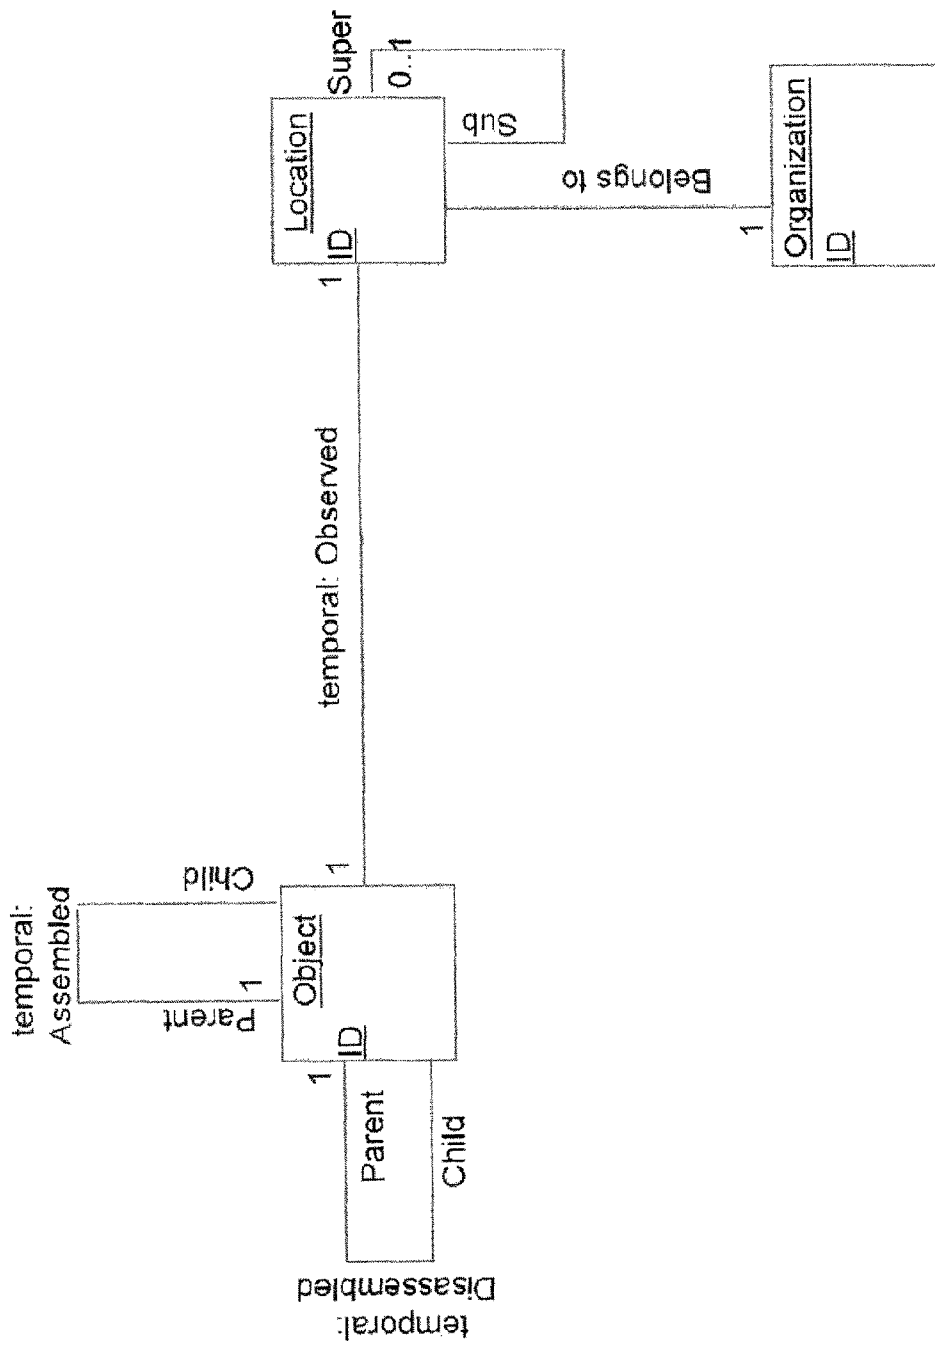 temporal:
Disassembled
Parent
Child
1
temporal:
Assembled
Parent
1
Child
Object
ID
1
temporal: Observed
1
Location
ID
Super
0..1
Sub
Belongs to
1
Organization
ID